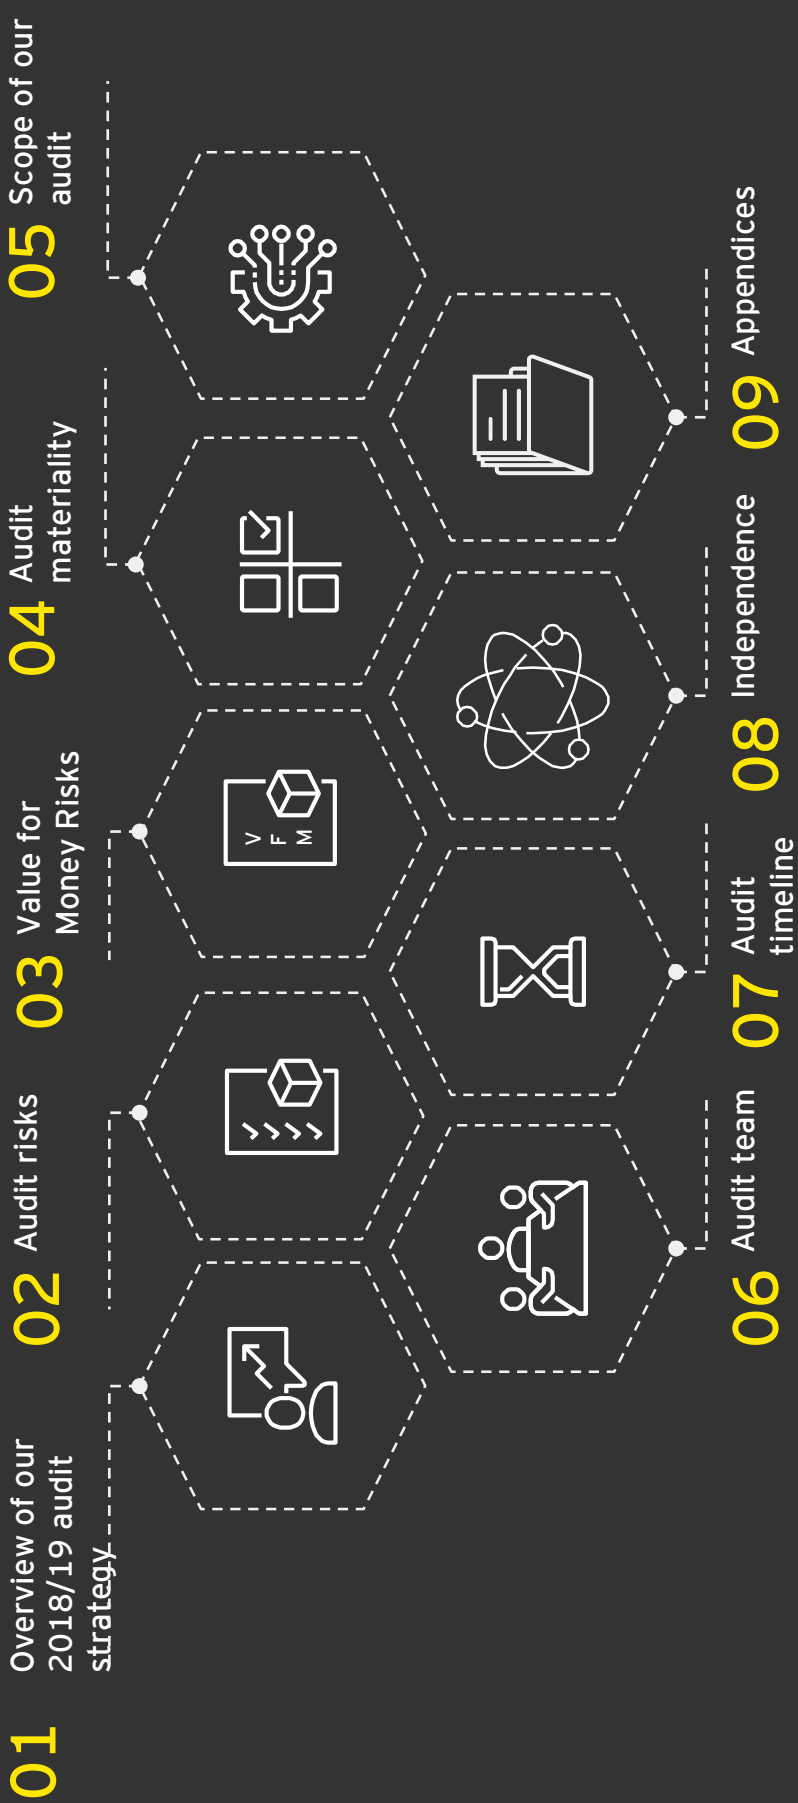 01 Overview of our
2018/19 audit
strategy
02 Audit risks
03 Value for
Money Risks
V
F
M
04 Audit
materiality
05 Scope of our
audit
06 Audit team
07 Audit
timeline
08 Independence
09 Appendices